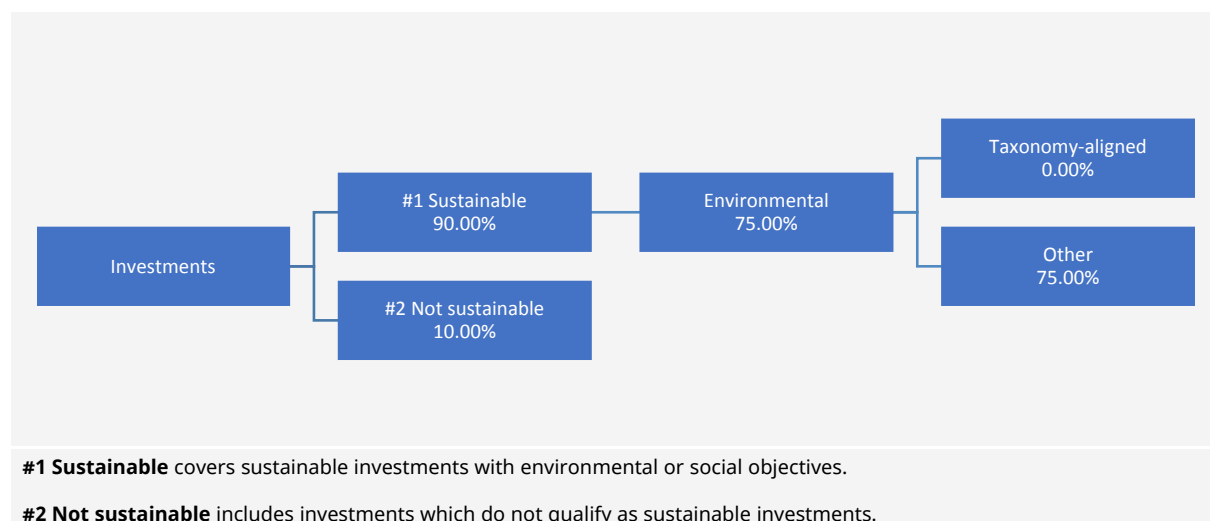 Taxonomy-aligned
0.00%
#1 Sustainable
90.00%
Environmental
75.00%
Investments
Other
75.00%
#2 Not sustainable
10.00%
#1 Sustainable covers sustainable investments with environmental or social objectives.
#2 Not sustainable includes investments which do not qualify as sustainable investments.